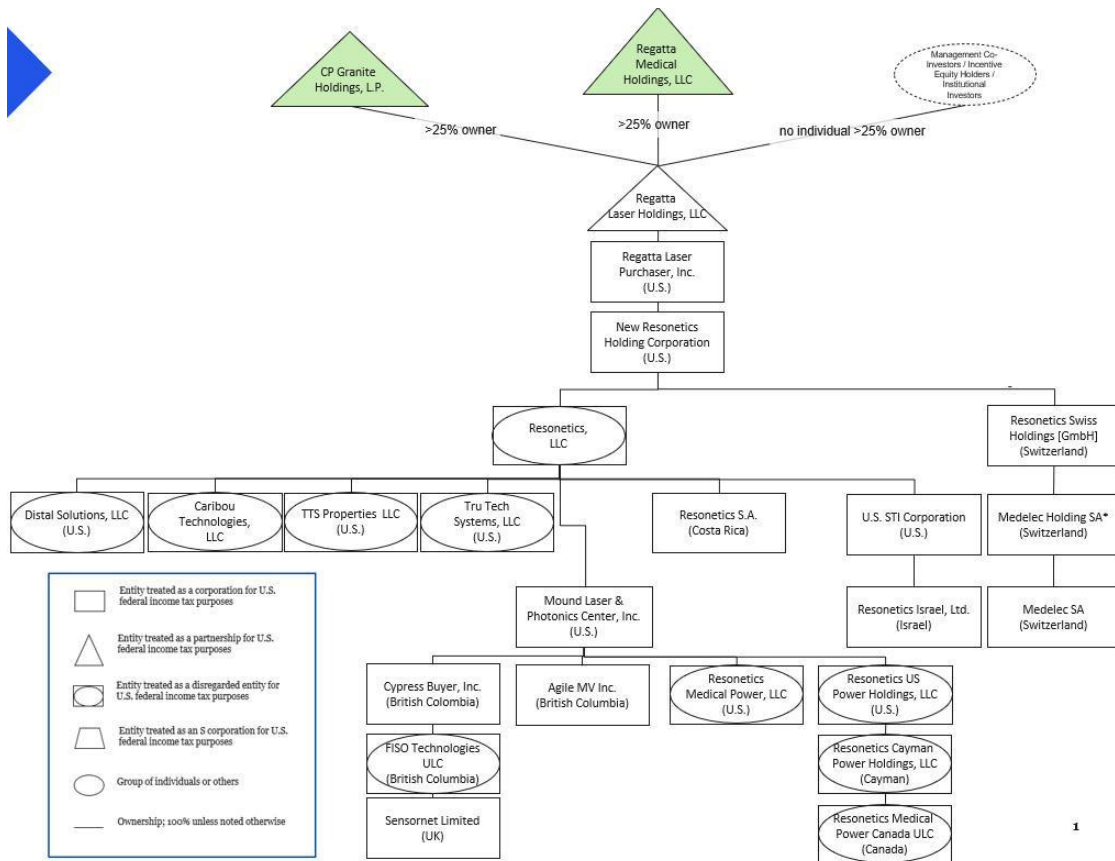 CP Granite
Holdings, L.P.
Regatta
Medical
Holdings, LLC
Management Co-
Investors / Incentive
Equity Holders /
Institutional
Investors
>25% owner
>25% owner
no individual >25% owner
Regatta
Laser Holdings, LLC
Regatta Laser
Purchaser, Inc.
(U.S.)
New Resonetics
Holding Corporation
(U.S.)
Resonetics,
LLC
Resonetics Swiss
Holdings [GmbH]
(Switzerland)
Distal Solutions, LLC
(U.S.)
Caribou
Technologies,
LLC
TTS Properties LLC
(U.S.)
Tru Tech
Systems, LLC
(U.S.)
Resonetics S.A.
(Costa Rica)
U.S. STI Corporation
(U.S.)
Medelec Holding SA*
(Switzerland)
Mound Laser &
Photonics Center, Inc.
(U.S.)
Resonetics Israel, Ltd.
(Israel)
Medelec SA
(Switzerland)
Cypress Buyer, Inc.
(British Colombia)
Agile MV Inc.
(British Columbia)
Resonetics
Medical Power, LLC
(U.S.)
Resonetics US
Power Holdings, LLC
(U.S.)
FISO Technologies
ULC
(British Columbia)
Resonetics Cayman
Power Holdings, LLC
(Cayman)
Sensornet Limited
(UK)
Resonetics Medical
Power Canada ULC
(Canada)
Entity treated as a corporation for U.S.
federal income tax purposes
Entity treated as a partnership for U.S.
federal income tax purposes
Entity treated as a disregarded entity for
U.S. federal income tax purposes
Entity treated as an S corporation for U.S.
federal income tax purposes
Group of individuals or others
Ownership; 100% unless noted otherwise
1